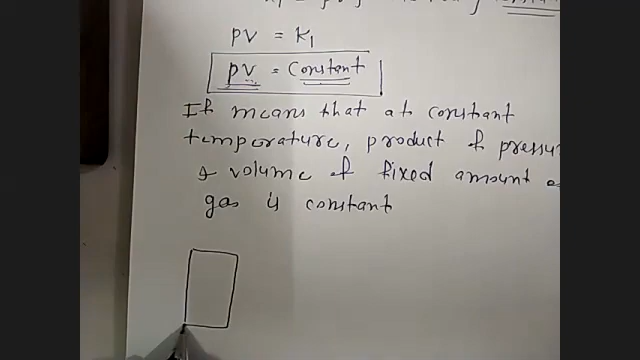 PV = K1
PV = Constant
It means that at constant
temperature, product of
& volume of fixed amount
gas is constant